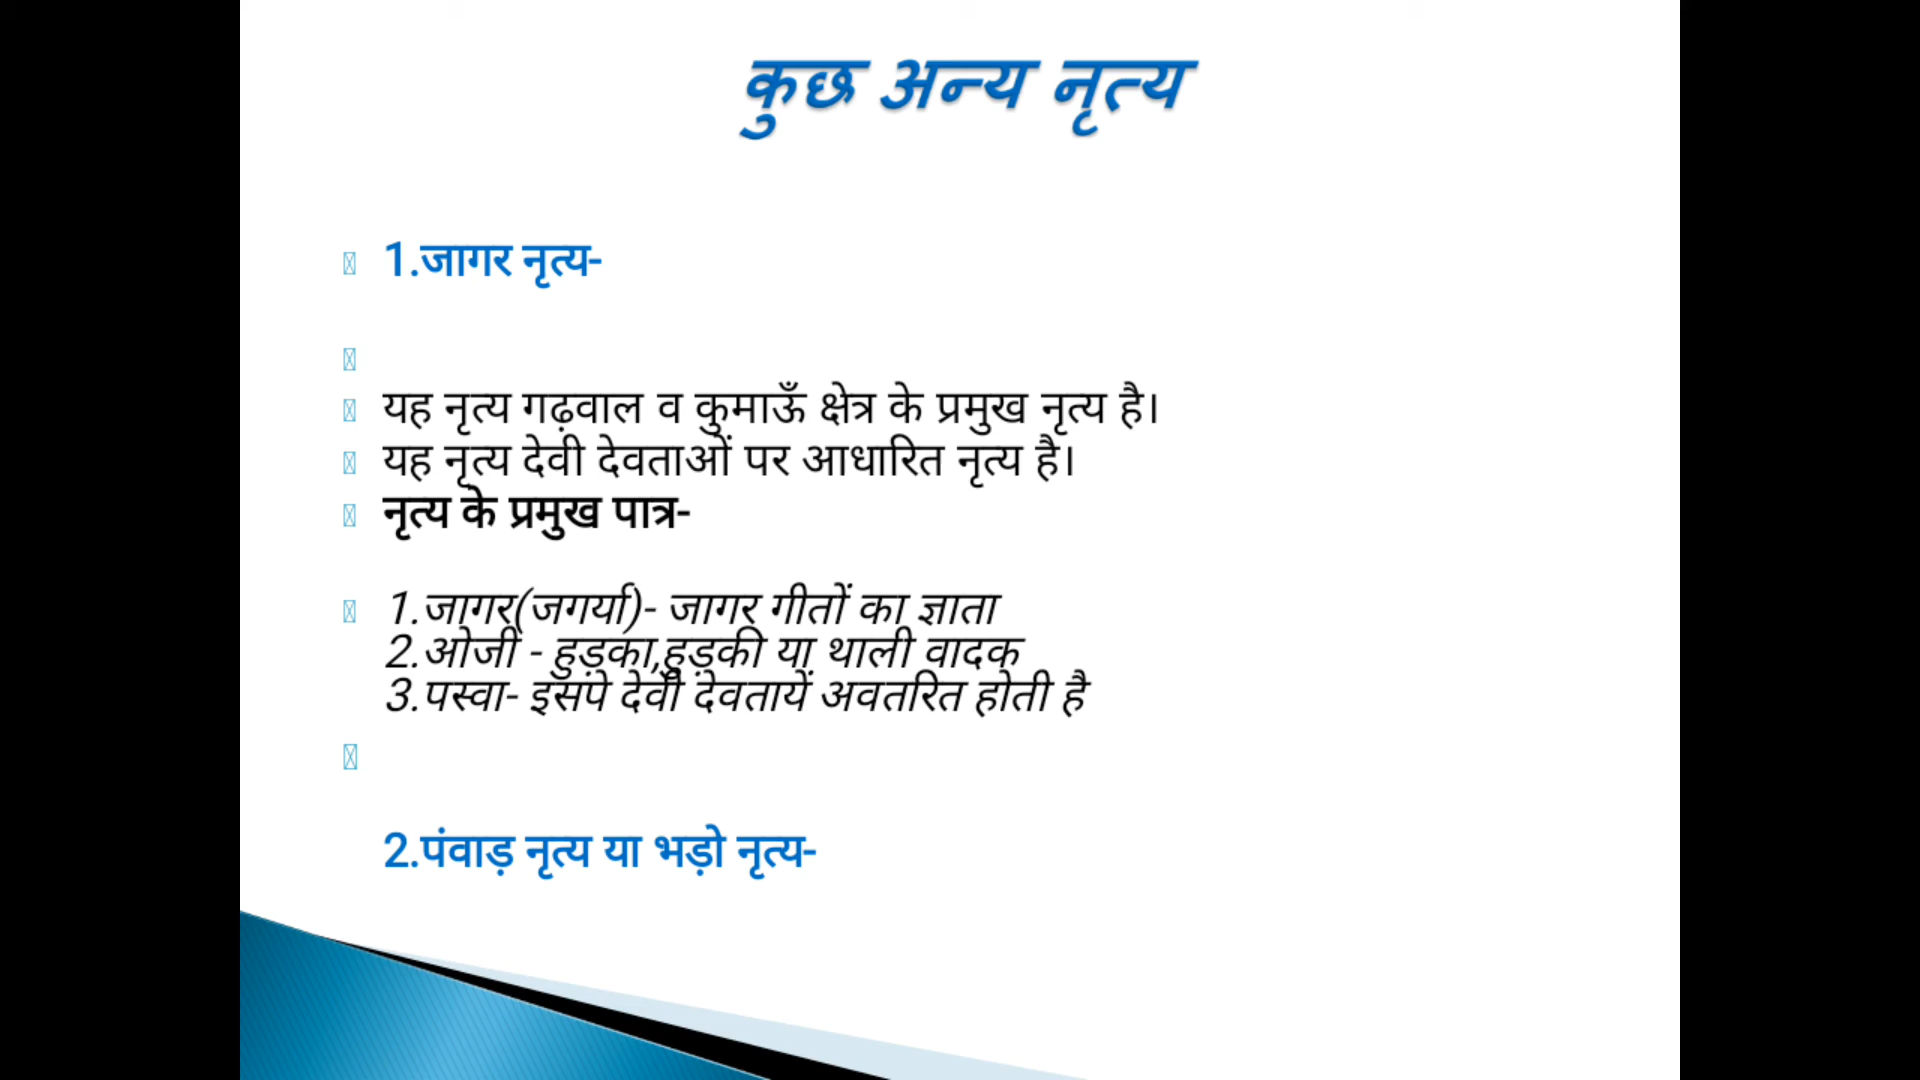 कुछ अन्य नृत्य
1.जागर नृत्य-
यह नृत्य गढ़वाल व कुमाऊँ क्षेत्र के प्रमुख नृत्य है।
यह नृत्य देवी देवताओं पर आधारित नृत्य है।
नृत्य के प्रमुख पात्र-
1.जागर(जगर्या)- जागर गीतों का ज्ञाता
2.ओजी - हुड़का,हुड़की या थाली वादक
3.पस्वा- इसपे देवी देवतायें अवतरित होती है
2.पंवाड़ नृत्य या भड़ो नृत्य-